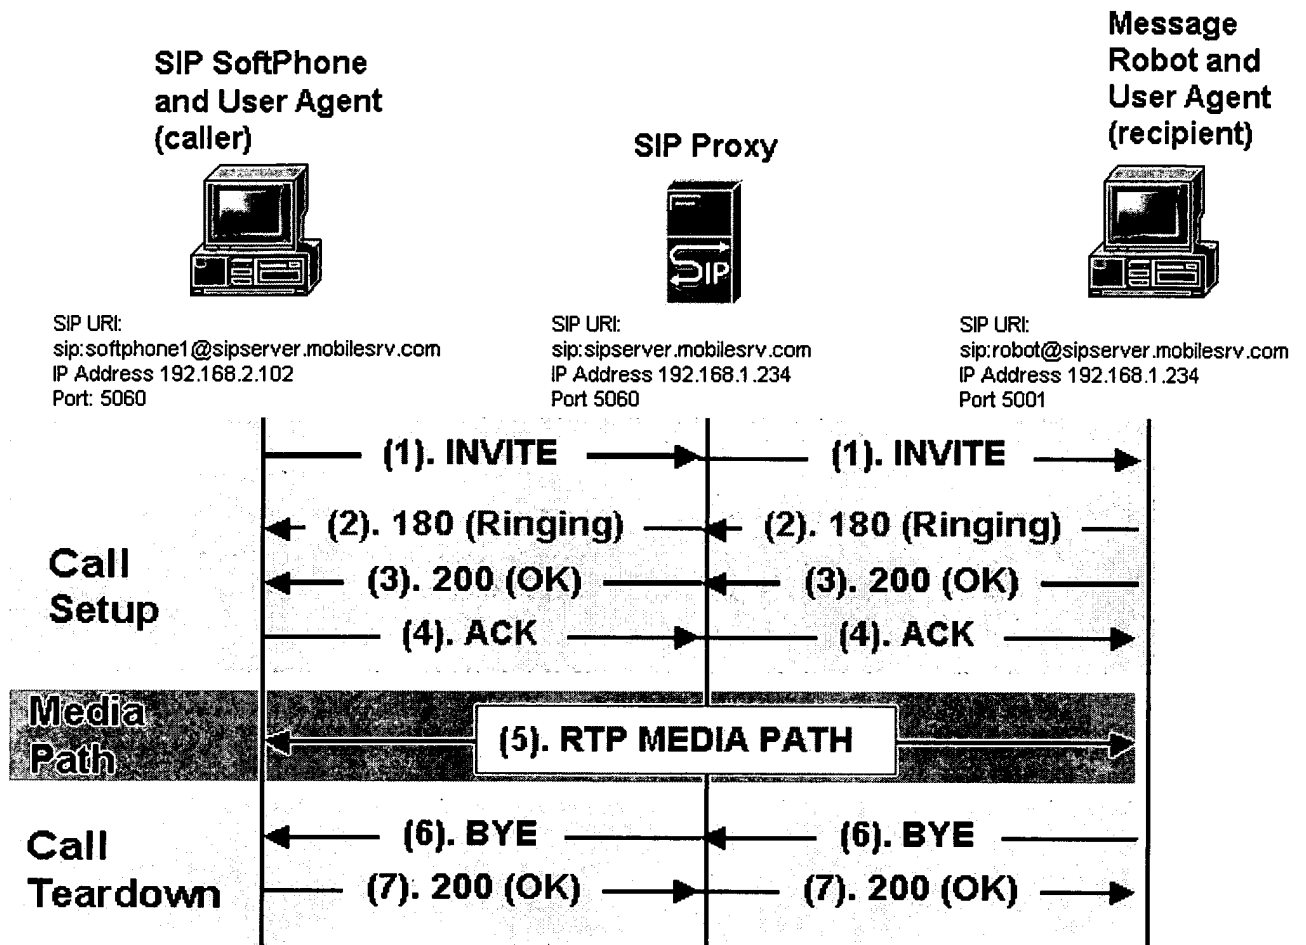 SIP SoftPhone
and User Agent
(caller)
SIP Proxy
Message
Robot and
User Agent
(recipient)
SIP
SIP URI:
sip:softphone1@sipserver.mobilesrv.com
IP Address 192.168.2.102
Port: 5060
SIP URI:
sip:sipserver.mobilesrv.com
IP Address 192.168.1.234
Port 5060
SIP URI:
sip:robot@sipserver.mobilesrv.com
IP Address 192.168.1.234
Port 5001
Call
Setup
(1). INVITE
(1). INVITE
(2). 180 (Ringing)
(2). 180 (Ringing)
(3). 200 (OK)
(3). 200 (OK)
(4). ACK
(4). ACK
Media
Path
(5). RTP MEDIA PATH
Call
Teardown
(6). BYE
(6). BYE
(7). 200 (OK)
(7). 200 (OK)